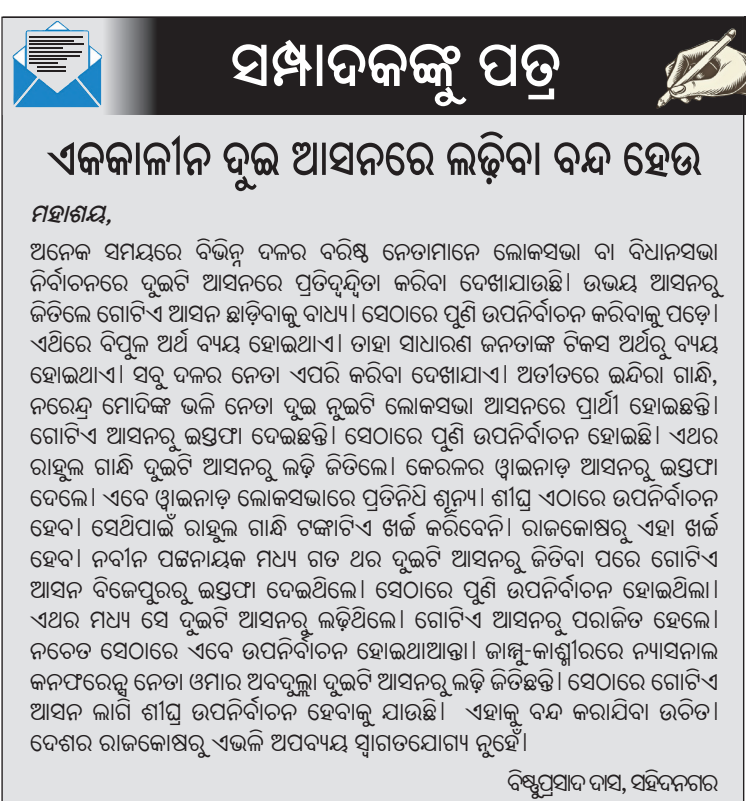 ସମ୍ପାଦକଙ୍କୁ ପତ୍ର
ଏକକାଳୀନ ଦୁଇ ଆସନରେ ଲଢ଼ିବା ବନ୍ଦ ହେଉ
ମହାଶୟ,
ଅନେକ ସମୟରେ ବିଭିନ୍ନ ଦଳର ବରିଷ୍ଠ ନେତାମାନେ ଲୋକସଭା ବା ବିଧାନସଭା
ନିର୍ବାଚନରେ ଦୁଇଟି ଆସନରେ ପ୍ରତିଦ୍ୱନ୍ଦ୍ୱିତା କରିବା ଦେଖାଯାଉଛି। ଉଭୟ ଆସନରୁ
ଜିତିଲେ ଗୋଟିଏ ଆସନ ଛାଡ଼ିବାକୁ ବାଧ୍ୟ। ସେଠାରେ ପୁଣି ଉପନିର୍ବାଚନ କରିବାକୁ ପଡ଼େ।
ଏଥିରେ ବିପୁଳ ଅର୍ଥ ବ୍ୟୟ ହୋଇଥାଏ। ତାହା ସାଧାରଣ ଜନତାଙ୍କ ଟିକସ ଅର୍ଥରୁ ବ୍ୟୟ
ହୋଇଥାଏ। ସବୁ ଦଳର ନେତା ଏପରି କରିବା ଦେଖାଯାଏ। ଅତୀତରେ ଇନ୍ଦିରା ଗାନ୍ଧି,
ନରେନ୍ଦ୍ର ମୋଦିଙ୍କ ଭଳି ନେତା ଦୁଇ ନୁଇଟି ଲୋକସଭା ଆସନରେ ପ୍ରାର୍ଥୀ ହୋଇଛନ୍ତି।
ଗୋଟିଏ ଆସନରୁ ଇସ୍ତଫା ଦେଇଛନ୍ତି। ସେଠାରେ ପୁଣି ଉପନିର୍ବାଚନ ହୋଇଛି। ଏଥର
ରାହୁଲ ଗାନ୍ଧି ଦୁଇଟି ଆସନରୁ ଲଢ଼ି ଜିତିଲେ। କେରଳର ୱାଇନାଡ଼ ଆସନରୁ ଇସ୍ତଫା
ଦେଲେ। ଏବେ ୱାଇନାଡ଼ ଲୋକସଭାରେ ପ୍ରତିନିଧି ଶୂନ୍ୟ। ଶୀଘ୍ର ଏଠାରେ ଉପନିର୍ବାଚନ
ହେବ। ସେଥିପାଇଁ ରାହୁଲ ଗାନ୍ଧି ଟଙ୍କାଟିଏ ଖର୍ଚ୍ଚ କରିବେନି। ରାଜକୋଷରୁ ଏହା ଖର୍ଚ୍ଚ
ହେବ। ନବୀନ ପଟ୍ଟନାୟକ ମଧ୍ୟ ଗତ ଥର ଦୁଇଟି ଆସନରୁ ଜିତିବା ପରେ ଗୋଟିଏ
ଆସନ ବିଜେପୁରରୁ ଇସ୍ତଫା ଦେଇଥିଲେ। ସେଠାରେ ପୁଣି ଉପନିର୍ବାଚନ ହୋଇଥିଲା।
ଏଥର ମଧ୍ୟ ସେ ଦୁଇଟି ଆସନରୁ ଲଢ଼ିଥିଲେ। ଗୋଟିଏ ଆସନରୁ ପରାଜିତ ହେଲେ।
ନଚେତ ସେଠାରେ ଏବେ ଉପନିର୍ବାଚନ ହୋଇଥାଆନ୍ତା। ଜାମ୍ମୁ-କାଶ୍ମୀରରେ ନ୍ୟାସନାଲ
କନଫରେନ୍ସ ନେତା ଓମାର ଅବଦୁଲ୍ଲା ଦୁଇଟି ଆସନରୁ ଲଢ଼ି ଜିତିଛନ୍ତି। ସେଠାରେ ଗୋଟିଏ
ଆସନ ଲାଗି ଶୀଘ୍ର ଉପନିର୍ବାଚନ ହେବାକୁ ଯାଉଛି। ଏହାକୁ ବନ୍ଦ କରାଯିବା ଉଚିତ।
ଦେଶର ରାଜକୋଷରୁ ଏଭଳି ଅପବ୍ୟୟ ସ୍ୱାଗତଯୋଗ୍ୟ ନୁହେଁ।
ବିଷ୍ଣୁପ୍ରସାଦ ଦାସ, ସହିଦନଗର